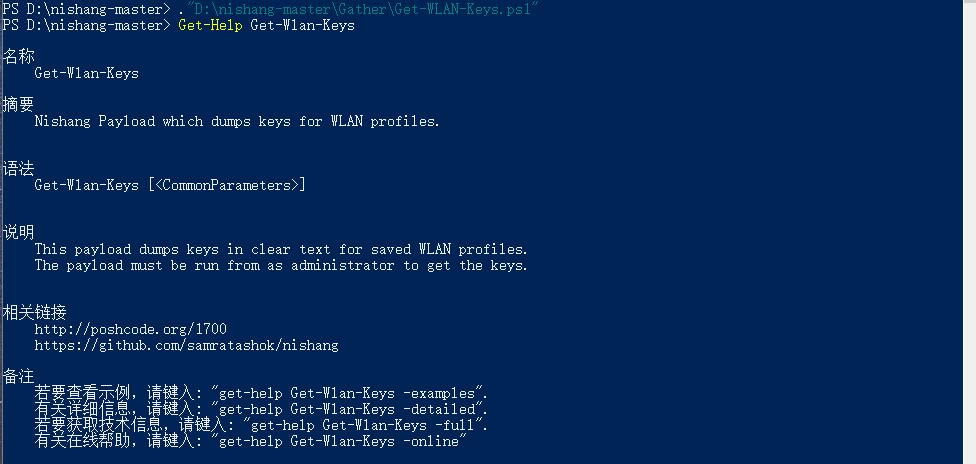 PS D:\nishang-master> ."D:\nishang-master\Gather\Get-WLAN-Keys.ps1"
PS D:\nishang-master> Get-Help Get-Wlan-Keys
名称
Get-Wlan-Keys
摘要
Nishang Payload which dumps keys for WLAN profiles.
语法
Get-Wlan-Keys [<CommonParameters>]
说明
This payload dumps keys in clear text for saved WLAN profiles.
The payload must be run from as administrator to get the keys.
相关链接
http://poshcode.org/1700
https://github.com/samratashok/nishang
备注
若要查看示例，请键入: "get-help Get-Wlan-Keys -examples".
有关详细信息，请键入: "get-help Get-Wlan-Keys -detailed".
若要获取技术信息，请键入: "get-help Get-Wlan-Keys -full".
有关在线帮助，请键入: "get-help Get-Wlan-Keys -online"